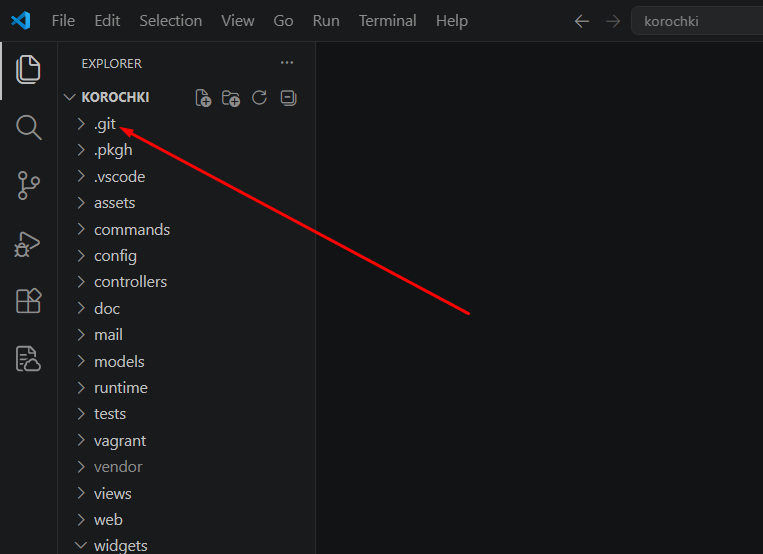 File Edit Selection View Go Run Terminal Help korochki
EXPLORER
KOROCHKI
.git
.pkgh
.vscode
assets
commands
config
controllers
doc
mail
models
runtime
tests
vagrant
vendor
views
web
widgets